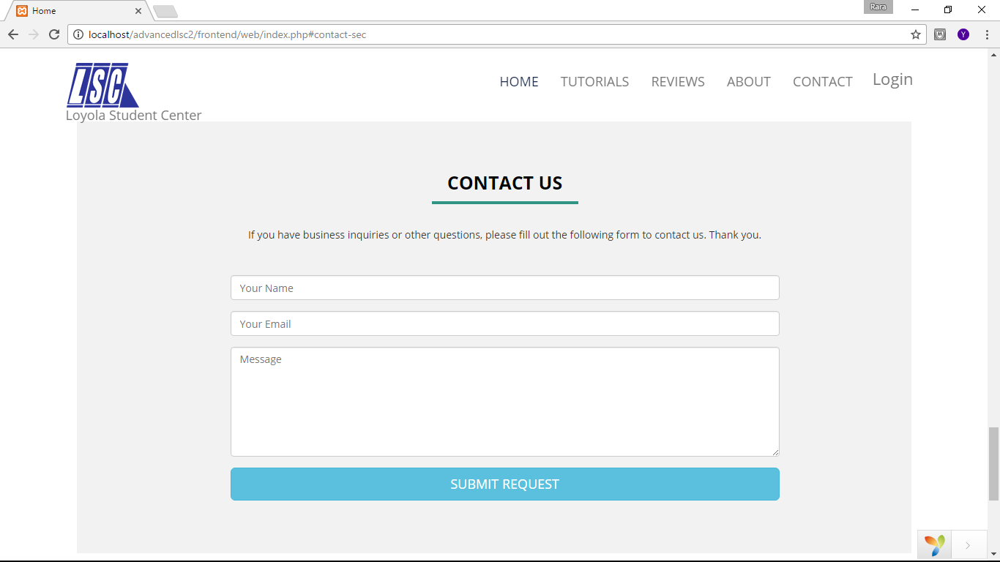 Home
Rara
localhost/advancedlsc2/frontend/web/index.php#contact-sec
Y
LSC
Loyola Student Center
HOME TUTORIALS REVIEWS ABOUT CONTACT Login
CONTACT US
If you have business inquiries or other questions, please fill out the following form to contact us. Thank you.
Your Name
Your Email
Message
SUBMIT REQUEST